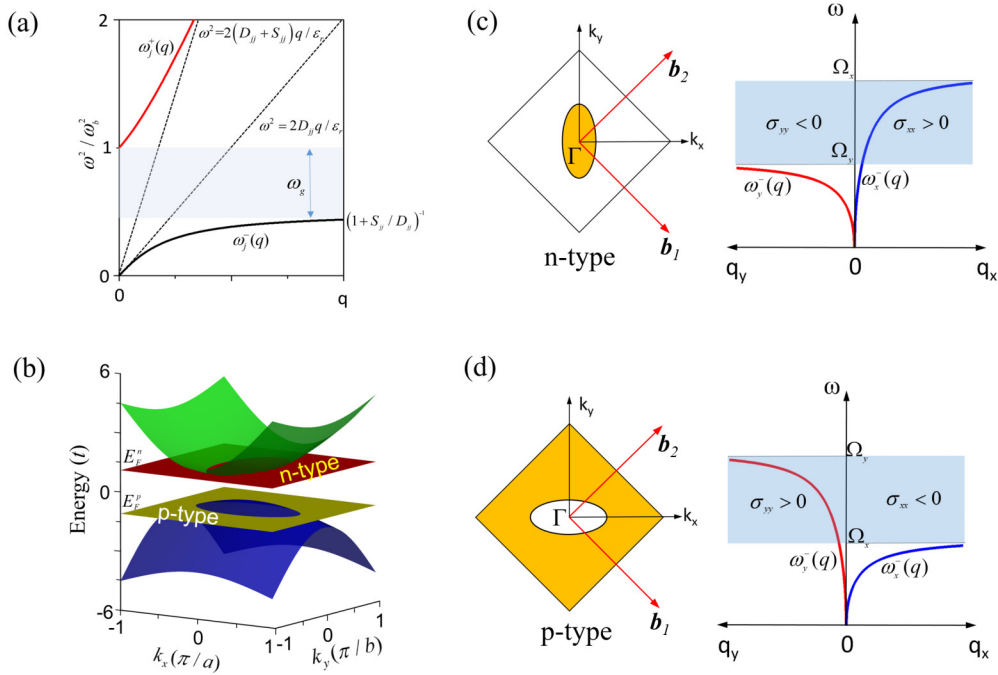 (a)
2
1
0
ω²/ω_b²
ω_j^+(q)
ω²=2(D_jj+S_jj)q/ε_r
ω²=2D_jj q/ε_r
ω_g
(1+S_jj/D_jj)^-1
ω_j^-(q)
0
q
(b)
6
0
-6
Energy (t)
E_F^n
n-type
E_F^p
p-type
-1
0
1
-1
0
1
k_x(π/a)
k_y(π/b)
(c)
k_y
b_2
Γ
k_x
b_1
n-type
ω
Ω_x
σ_yy<0
σ_xx>0
Ω_y
ω_y^-(q)
ω_x^-(q)
q_y
0
q_x
(d)
k_y
b_2
Γ
k_x
b_1
p-type
ω
Ω_y
σ_yy>0
σ_xx<0
Ω_x
ω_y^-(q)
ω_x^-(q)
q_y
0
q_x